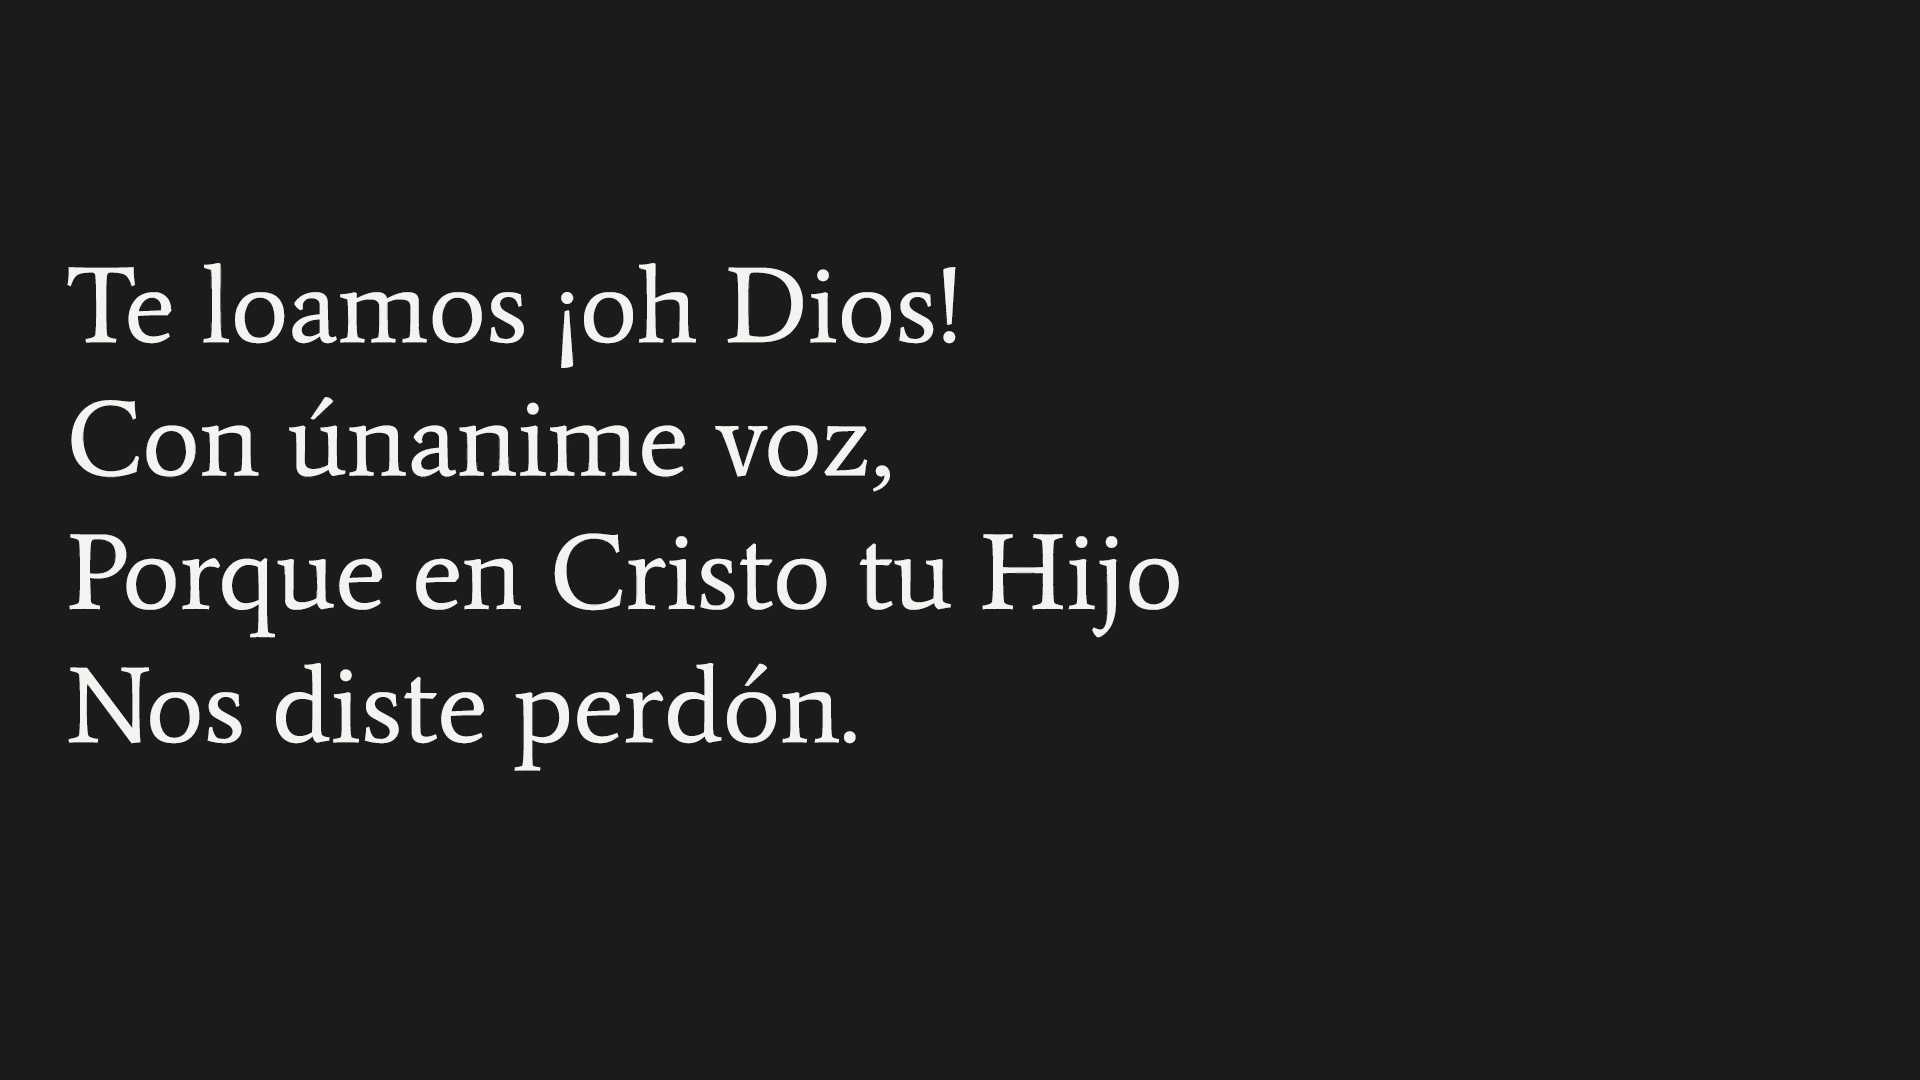 Te loamos ¡oh Dios!
Con únanime voz,
Porque en Cristo tu Hijo
Nos diste perdón.